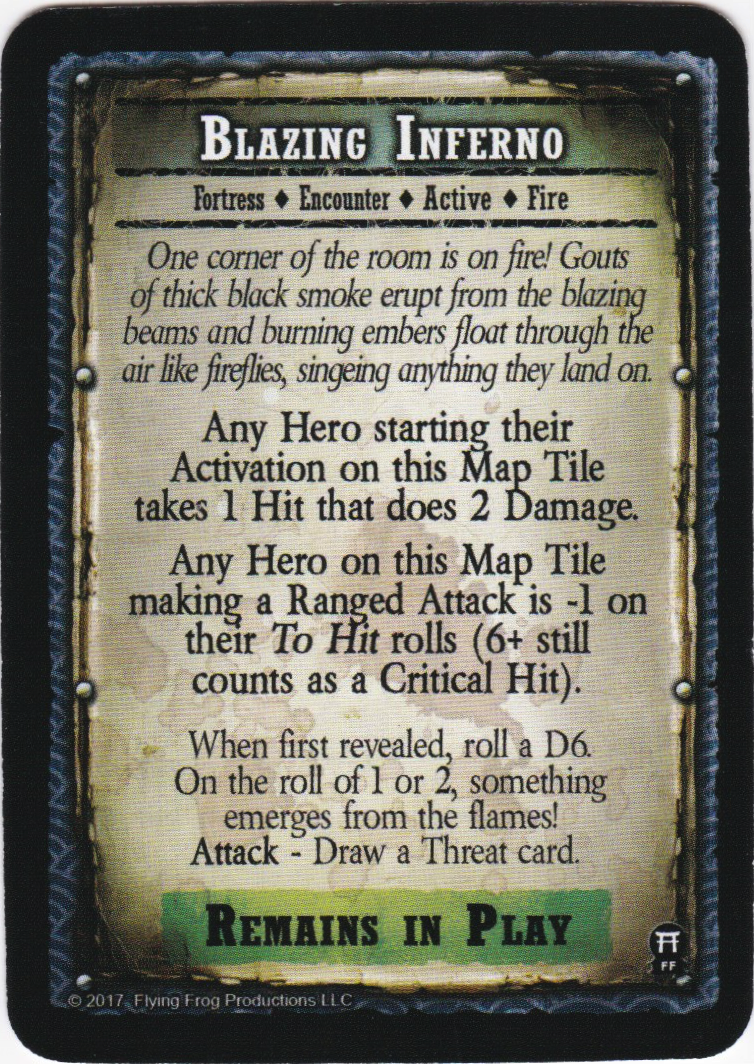 Blazing Inferno
Fortress ♦ Encounter ♦ Active ♦ Fire
One corner of the room is on fire! Gouts
of thick black smoke erupt from the blazing
beams and burning embers float through the
air like fireflies, singeing anything they land on.
Any Hero starting their
Activation on this Map Tile
takes 1 Hit that does 2 Damage.
Any Hero on this Map Tile
making a Ranged Attack is -1 on
their To Hit rolls (6+ still
counts as a Critical Hit).
When first revealed, roll a D6.
On the roll of 1 or 2, something
emerges from the flames!
Attack - Draw a Threat card.
Remains in Play
FF
© 2017 Flying Frog Productions LLC